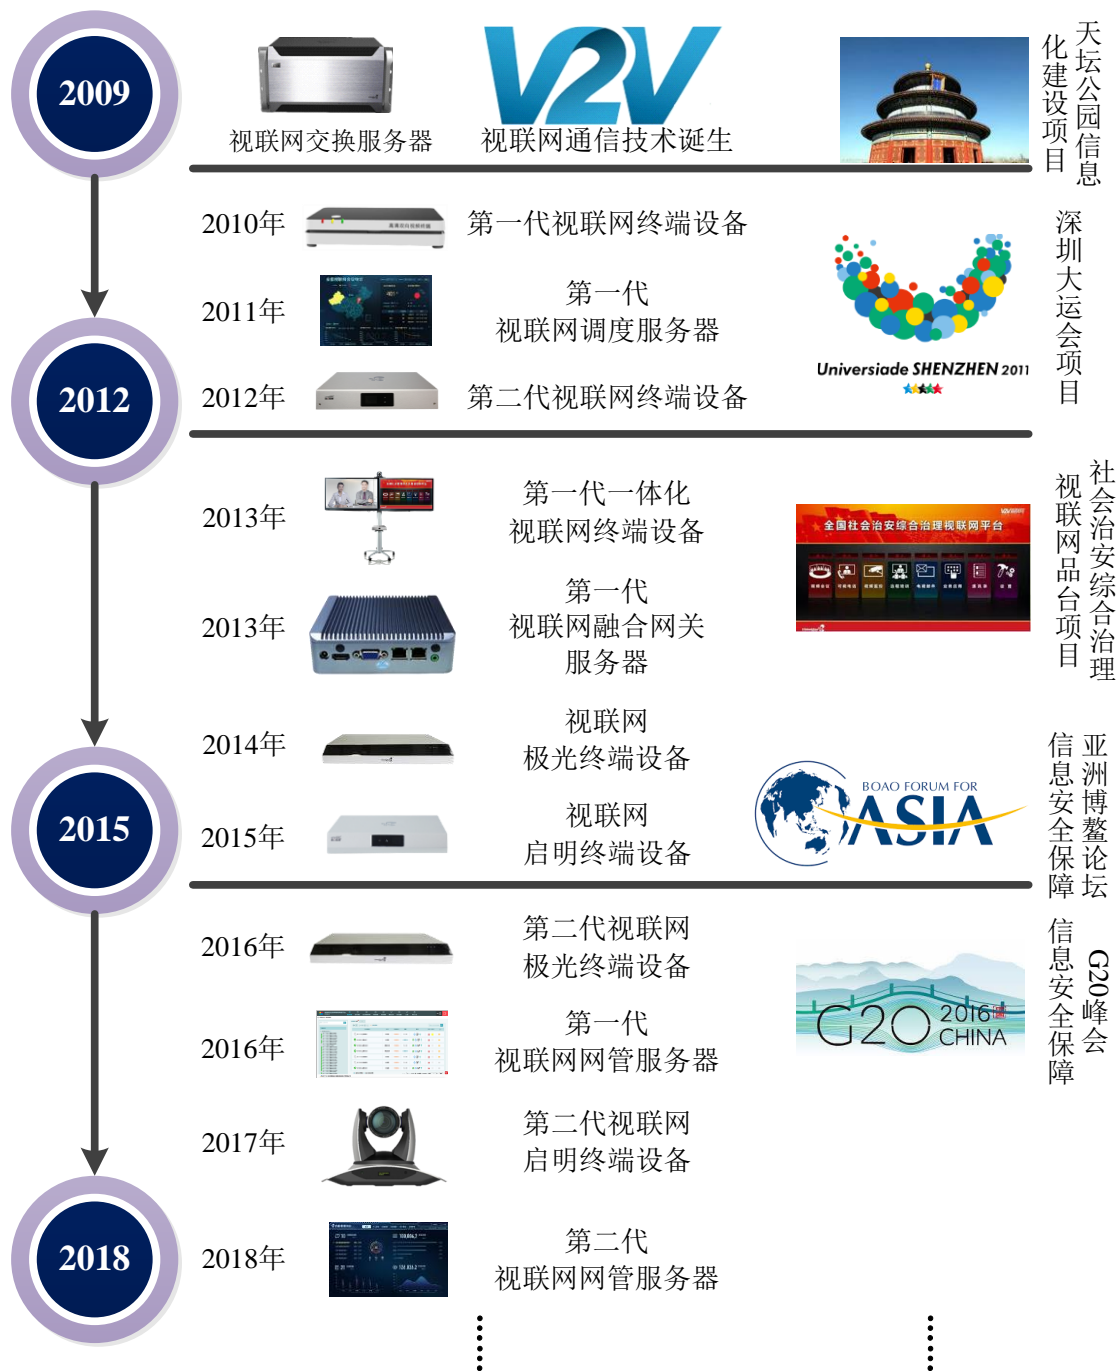 2009
V2V
视联网交换服务器
视联网通信技术诞生
天坛公园信息
化建设项目
2010年
第一代视联网终端设备
2011年
第一代
视联网调度服务器
2012
2012年
第二代视联网终端设备
Universiade SHENZHEN 2011
深圳大运会项目
2013年
第一代一体化
视联网终端设备
全国社会治安综合治理视联网平台
社会治安综合治理
视联网品台项目
2013年
第一代
视联网融合网关
服务器
2014年
视联网
极光终端设备
2015
2015年
视联网
启明终端设备
BOAO FORUM FOR
ASIA
亚洲博鳌论坛
信息安全保障
2016年
第二代视联网
极光终端设备
G20 2016
CHINA
G20峰会
信息安全保障
2016年
第一代
视联网网管服务器
2017年
第二代视联网
启明终端设备
2018
2018年
第二代
视联网网管服务器